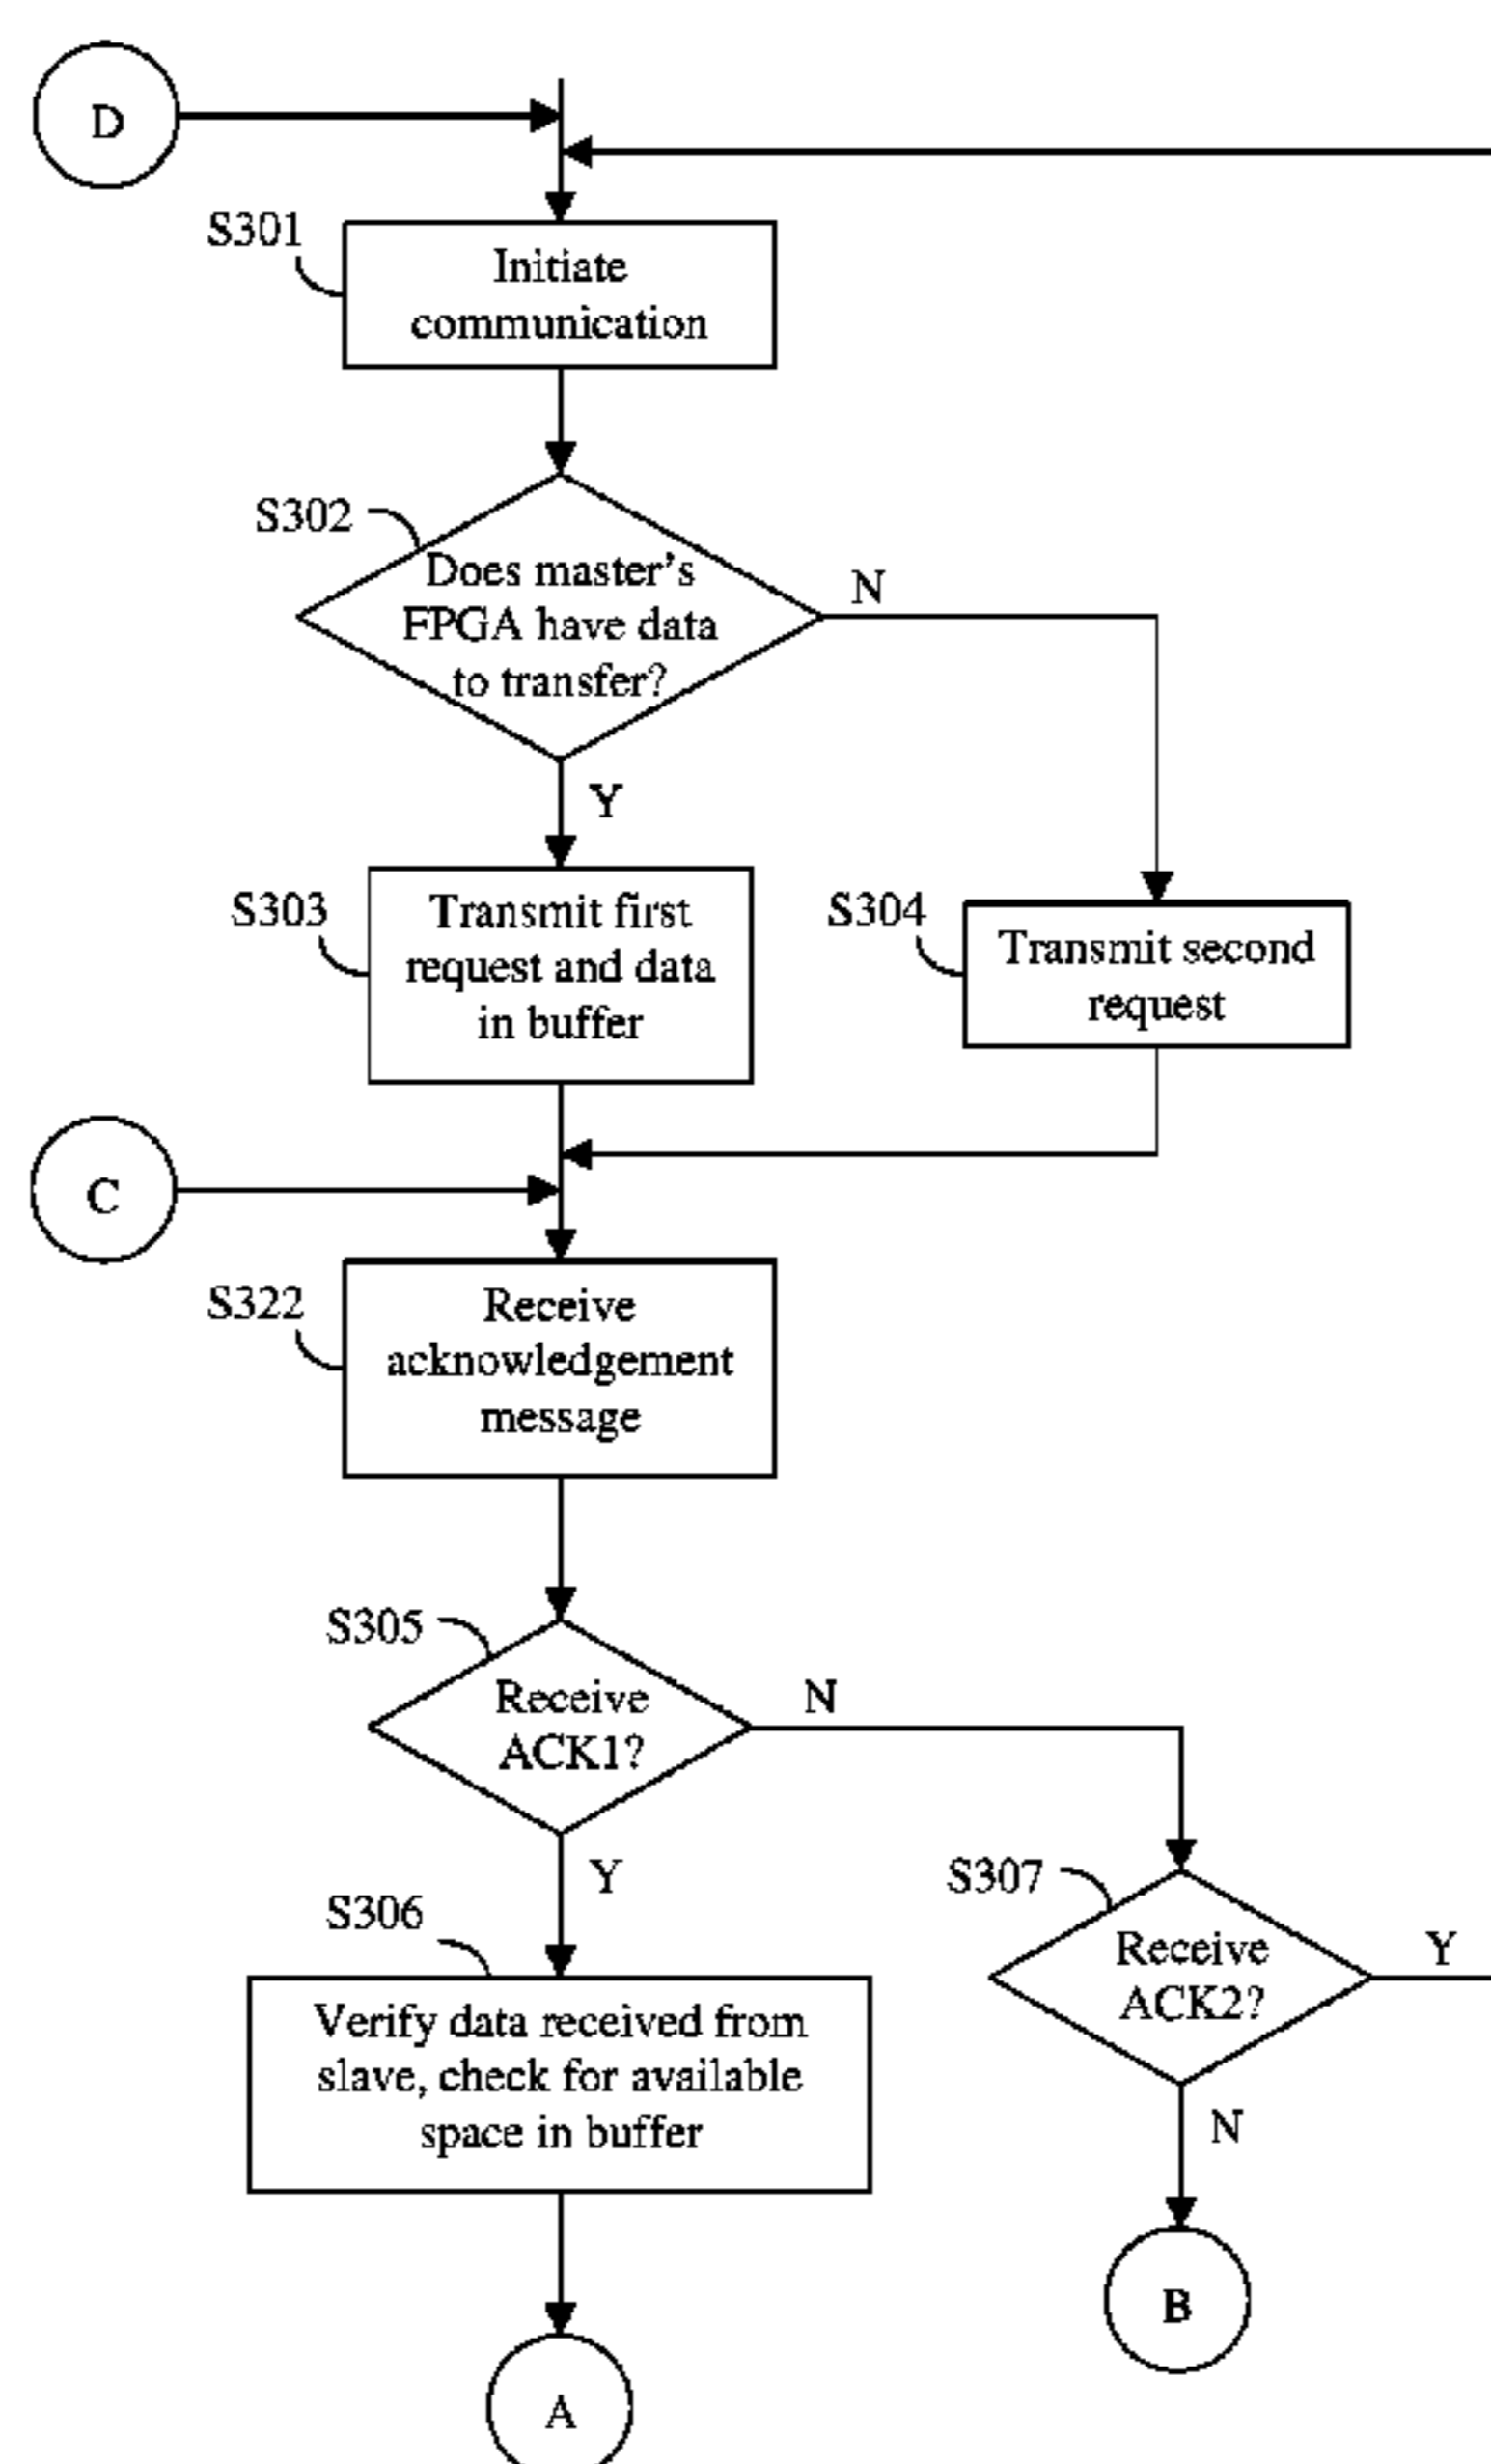 D
S301
Initiate
communication
S302
Does master's
FPGA have data
to transfer?
N
Y
S303
Transmit first
request and data
in buffer
S304
Transmit second
request
C
S322
Receive
acknowledgement
message
S305
Receive
ACK1?
N
Y
S306
Verify data received from
slave, check for available
space in buffer
S307
Receive
ACK2?
Y
N
B
A